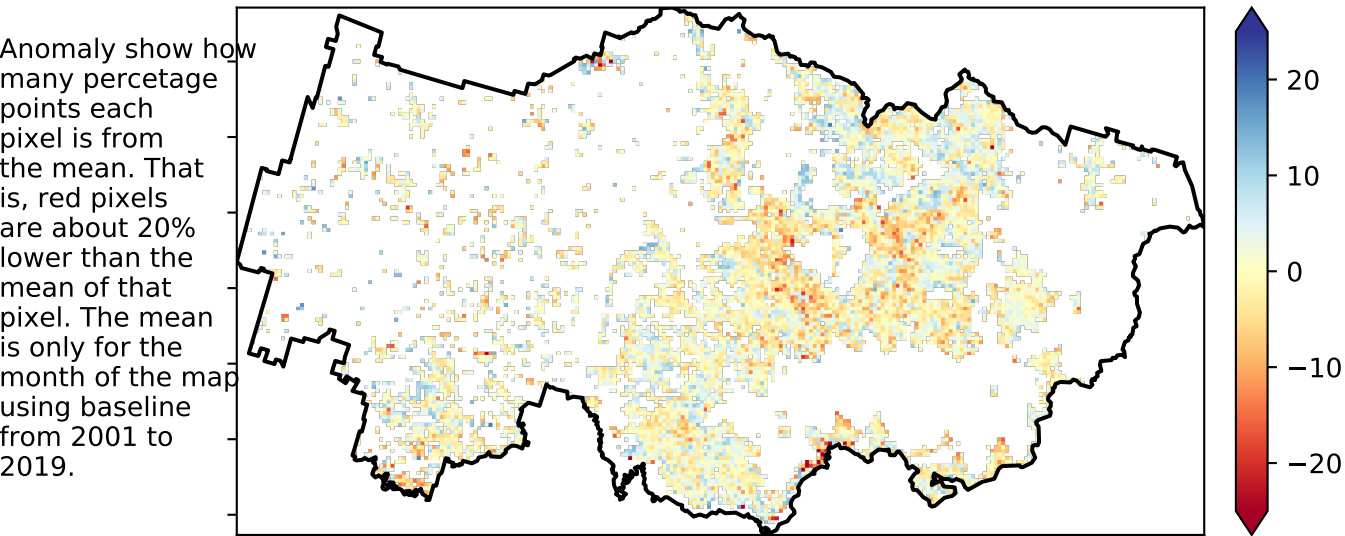 Anomaly show how
many percetage
points each
pixel is from
the mean. That
is, red pixels
are about 20%
lower than the
mean of that
pixel. The mean
is only for the
month of the map
using baseline
from 2001 to
2019.
20
10
0
−10
−20